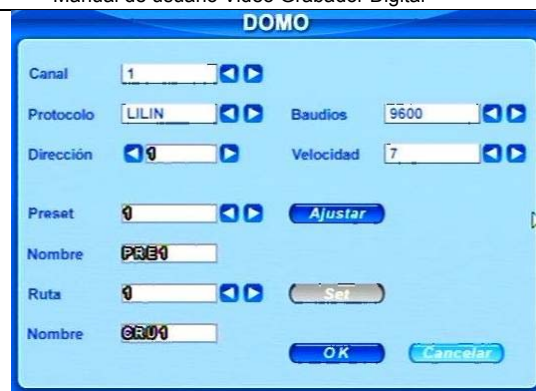 Manual de usuario Video Grabador Digital
DOMO
Canal 1
Protocolo LILIN Baudios 9600
Dirección 1 Velocidad 7
Preset 1 Ajustar
Nombre PRE1
Ruta 1 Set
Nombre CRU1
OK Cancelar